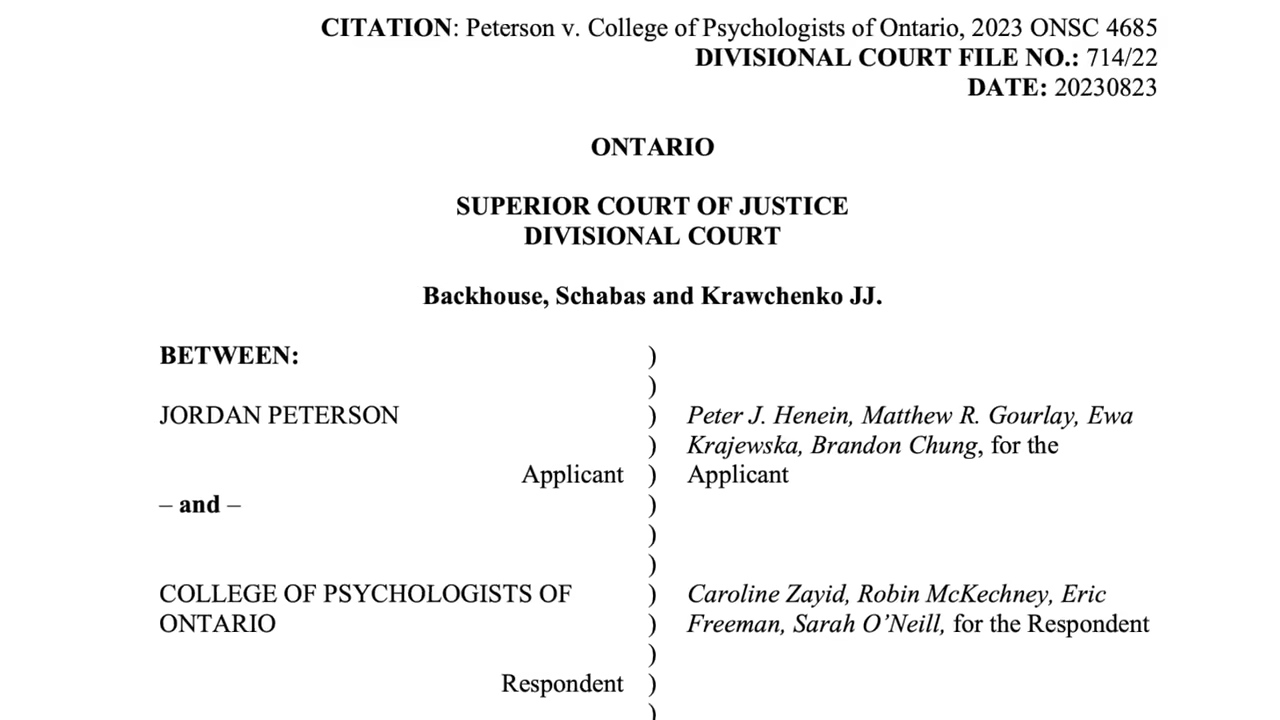 CITATION: Peterson v. College of Psychologists of Ontario, 2023 ONSC 4685
DIVISIONAL COURT FILE NO.: 714/22
DATE: 20230823
ONTARIO
SUPERIOR COURT OF JUSTICE
DIVISIONAL COURT
Backhouse, Schabas and Krawchenko JJ.
BETWEEN: )
)
JORDAN PETERSON ) Peter J. Henein, Matthew R. Gourlay, Ewa
) Krajewska, Brandon Chung, for the
Applicant ) Applicant
– and – )
)
)
COLLEGE OF PSYCHOLOGISTS OF ) Caroline Zayid, Robin McKechney, Eric
ONTARIO ) Freeman, Sarah O’Neill, for the Respondent
)
Respondent )
)